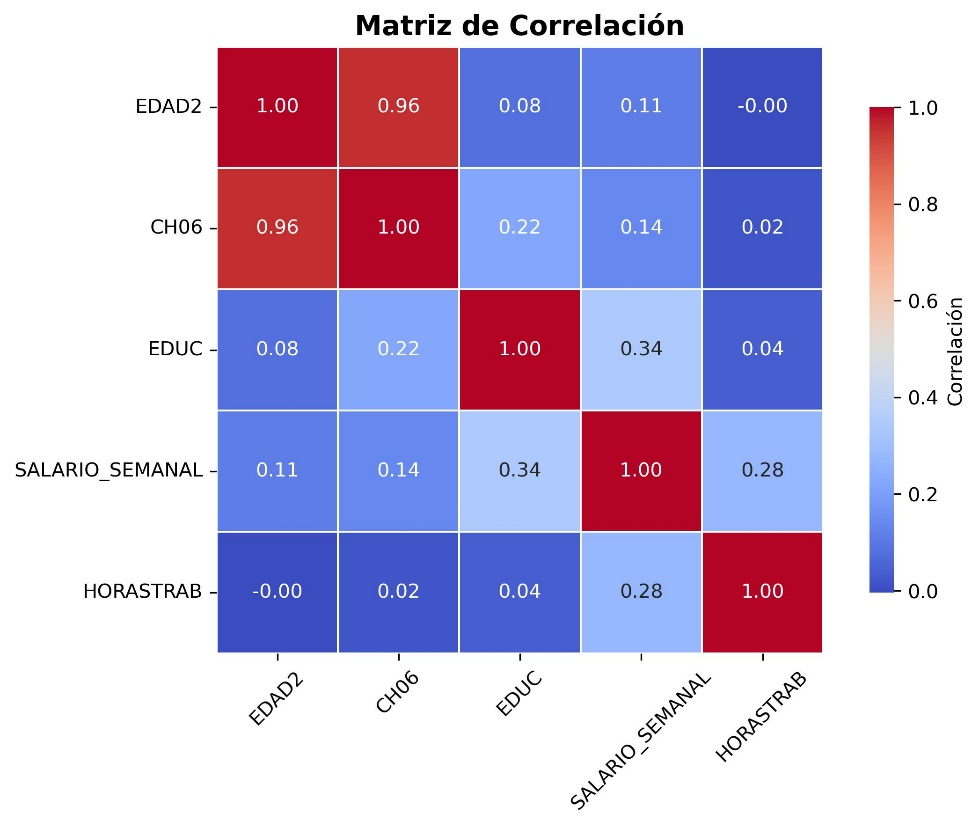 Matriz de Correlación
EDAD2 1.00 0.96 0.08 0.11 -0.00
CH06 0.96 1.00 0.22 0.14 0.02
EDUC 0.08 0.22 1.00 0.34 0.04
SALARIO_SEMANAL 0.11 0.14 0.34 1.00 0.28
HORASTRAB -0.00 0.02 0.04 0.28 1.00
EDAD2 CH06 EDUC SALARIO_SEMANAL HORASTRAB
1.0
0.8
0.6
0.4
0.2
0.0
Correlación